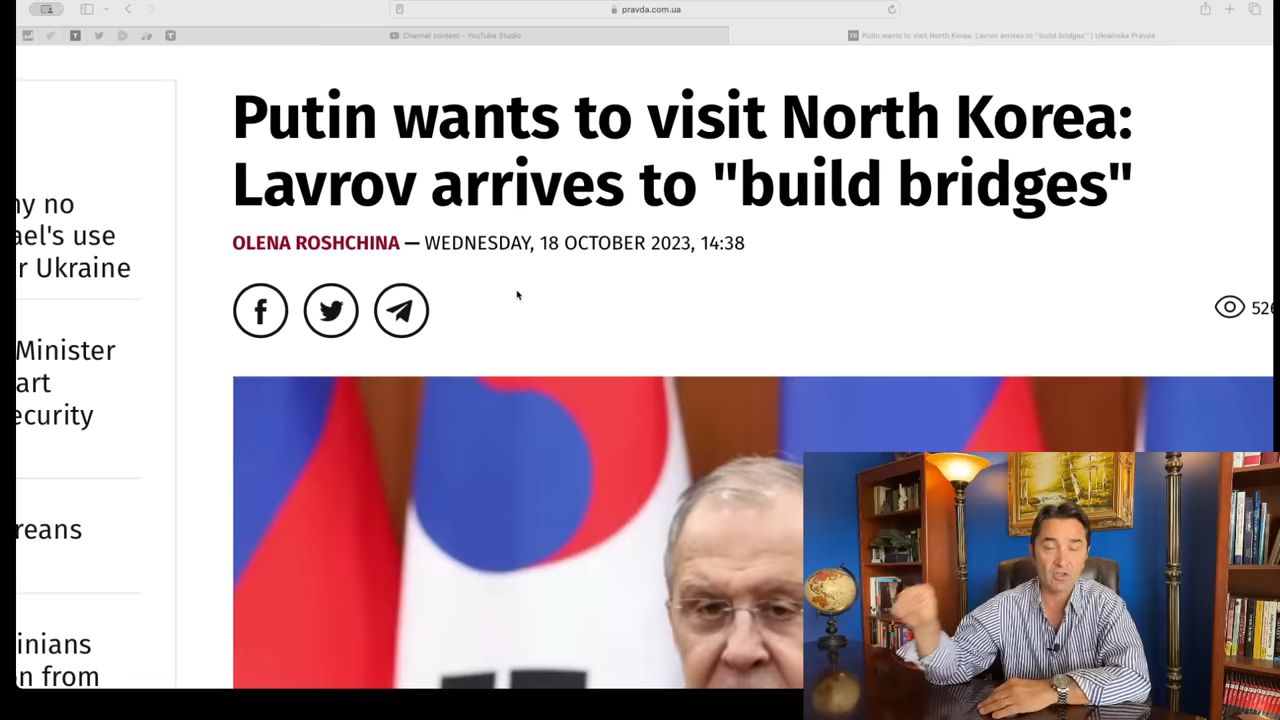 pravda.com.ua
Channel content - YouTube Studio
Putin wants to visit North Korea: Lavrov arrives to "build bridges" | Ukrainska Pravda
Putin wants to visit North Korea:
Lavrov arrives to "build bridges"
OLENA ROSHCHINA — WEDNESDAY, 18 OCTOBER 2023, 14:38
526
ny no
ael's use
r Ukraine
Minister
art
ecurity
reans
inians
n from